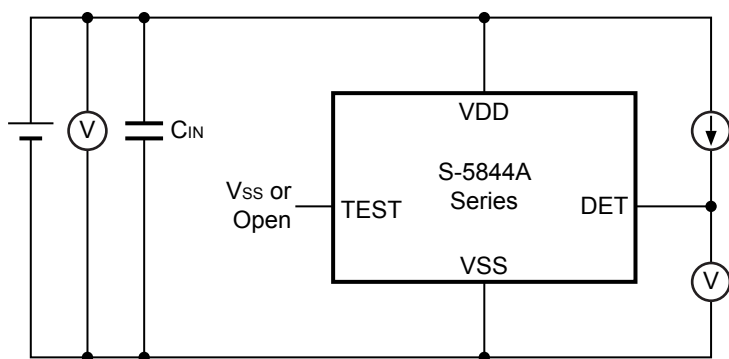 V
CIN
VDD
S-5844A
Series
VSS or
Open
TEST
DET
VSS
V